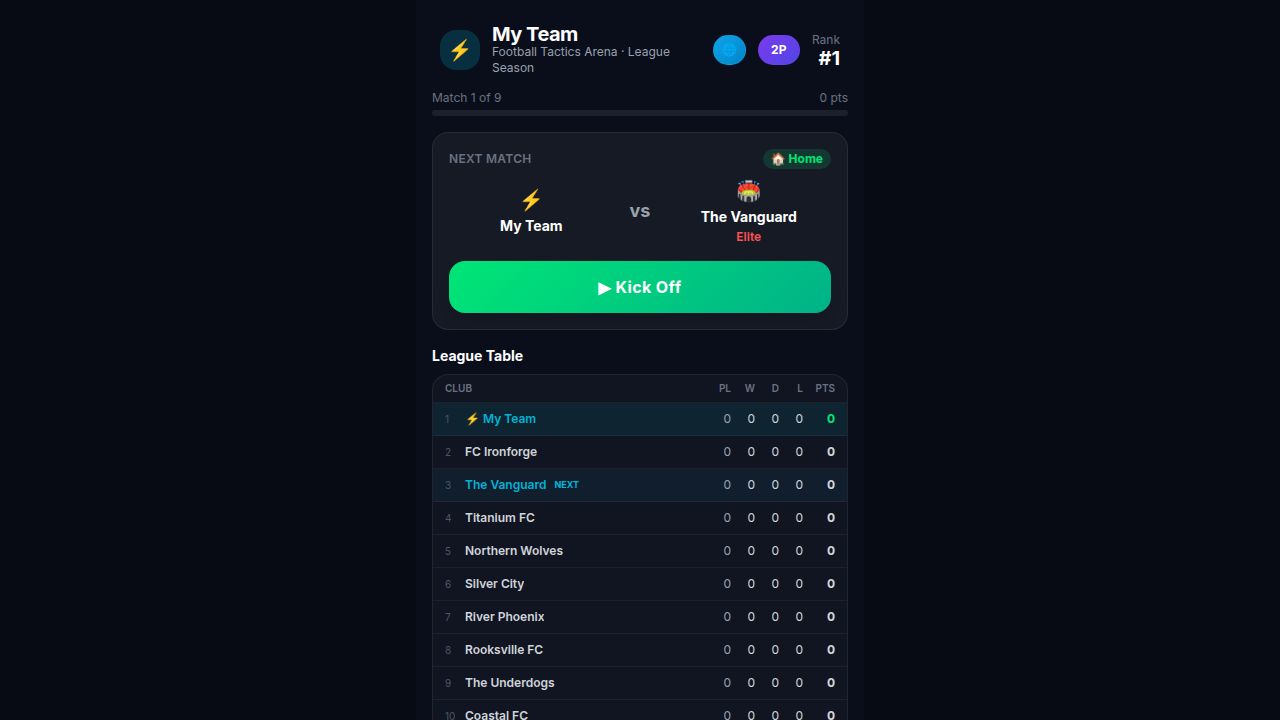 My Team
Football Tactics Arena · League
Season
2P
Rank
#1
Match 1 of 9
0 pts
NEXT MATCH
Home
My Team
vs
The Vanguard
Elite
▶ Kick Off
League Table
CLUB PL W D L PTS
1 My Team 0 0 0 0 0
2 FC Ironforge 0 0 0 0 0
3 The Vanguard NEXT 0 0 0 0 0
4 Titanium FC 0 0 0 0 0
5 Northern Wolves 0 0 0 0 0
6 Silver City 0 0 0 0 0
7 River Phoenix 0 0 0 0 0
8 Rooksville FC 0 0 0 0 0
9 The Underdogs 0 0 0 0 0
10 Coastal FC 0 0 0 0 0